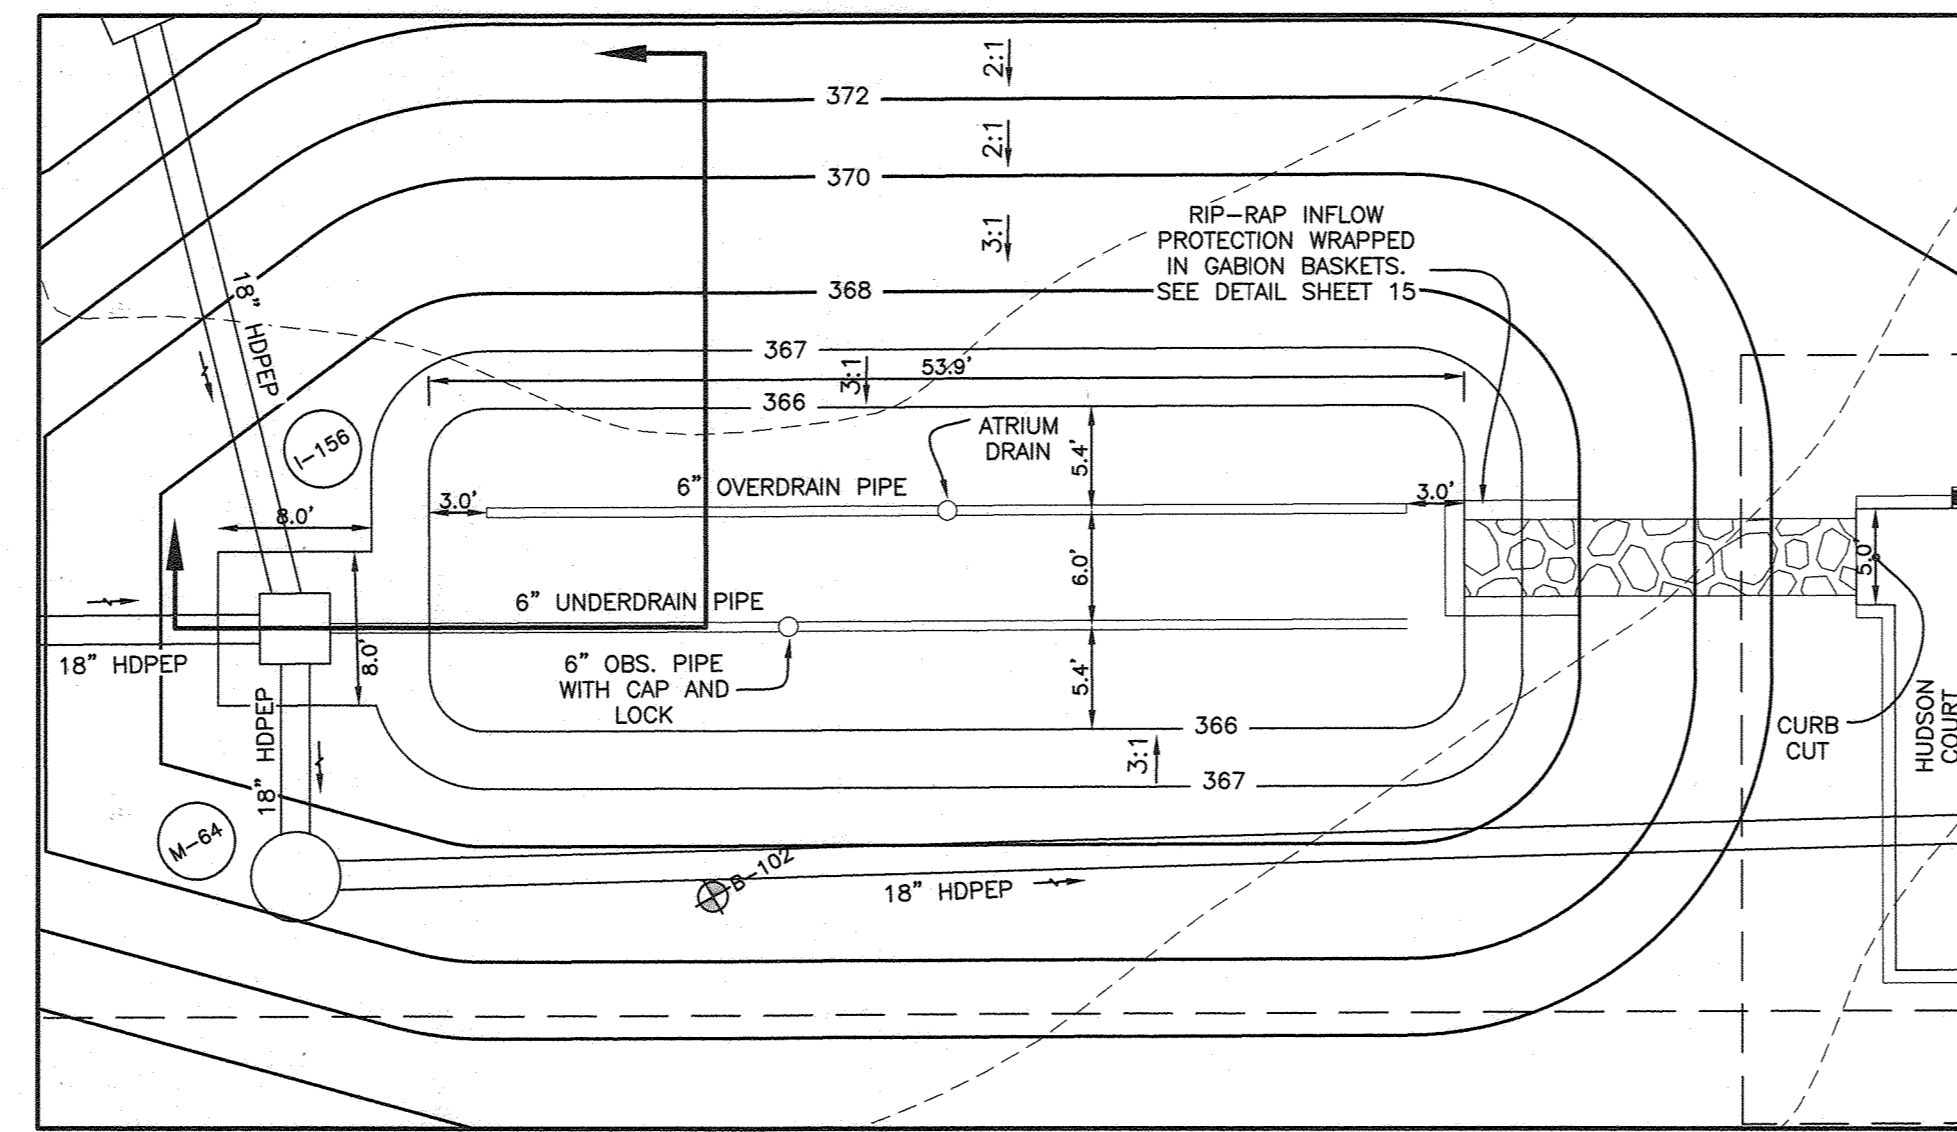 2:1
372
2:1
370
3:1
RIP-RAP INFLOW
PROTECTION WRAPPED
IN GABION BASKETS.
SEE DETAIL SHEET 15
368
18" HDPEP
367
3:1
53.9'
366
ATRIUM
DRAIN
5.4'
I-156
6" OVERDRAIN PIPE
3.0'
3.0'
8.0'
5.0'
6.0'
6" UNDERDRAIN PIPE
18" HDPEP
8.0'
6" OBS. PIPE
WITH CAP AND
LOCK
5.4'
18" HDPEP
366
3:1
367
CURB
CUT
HUDSON
COURT
M-64
B-102
18" HDPEP